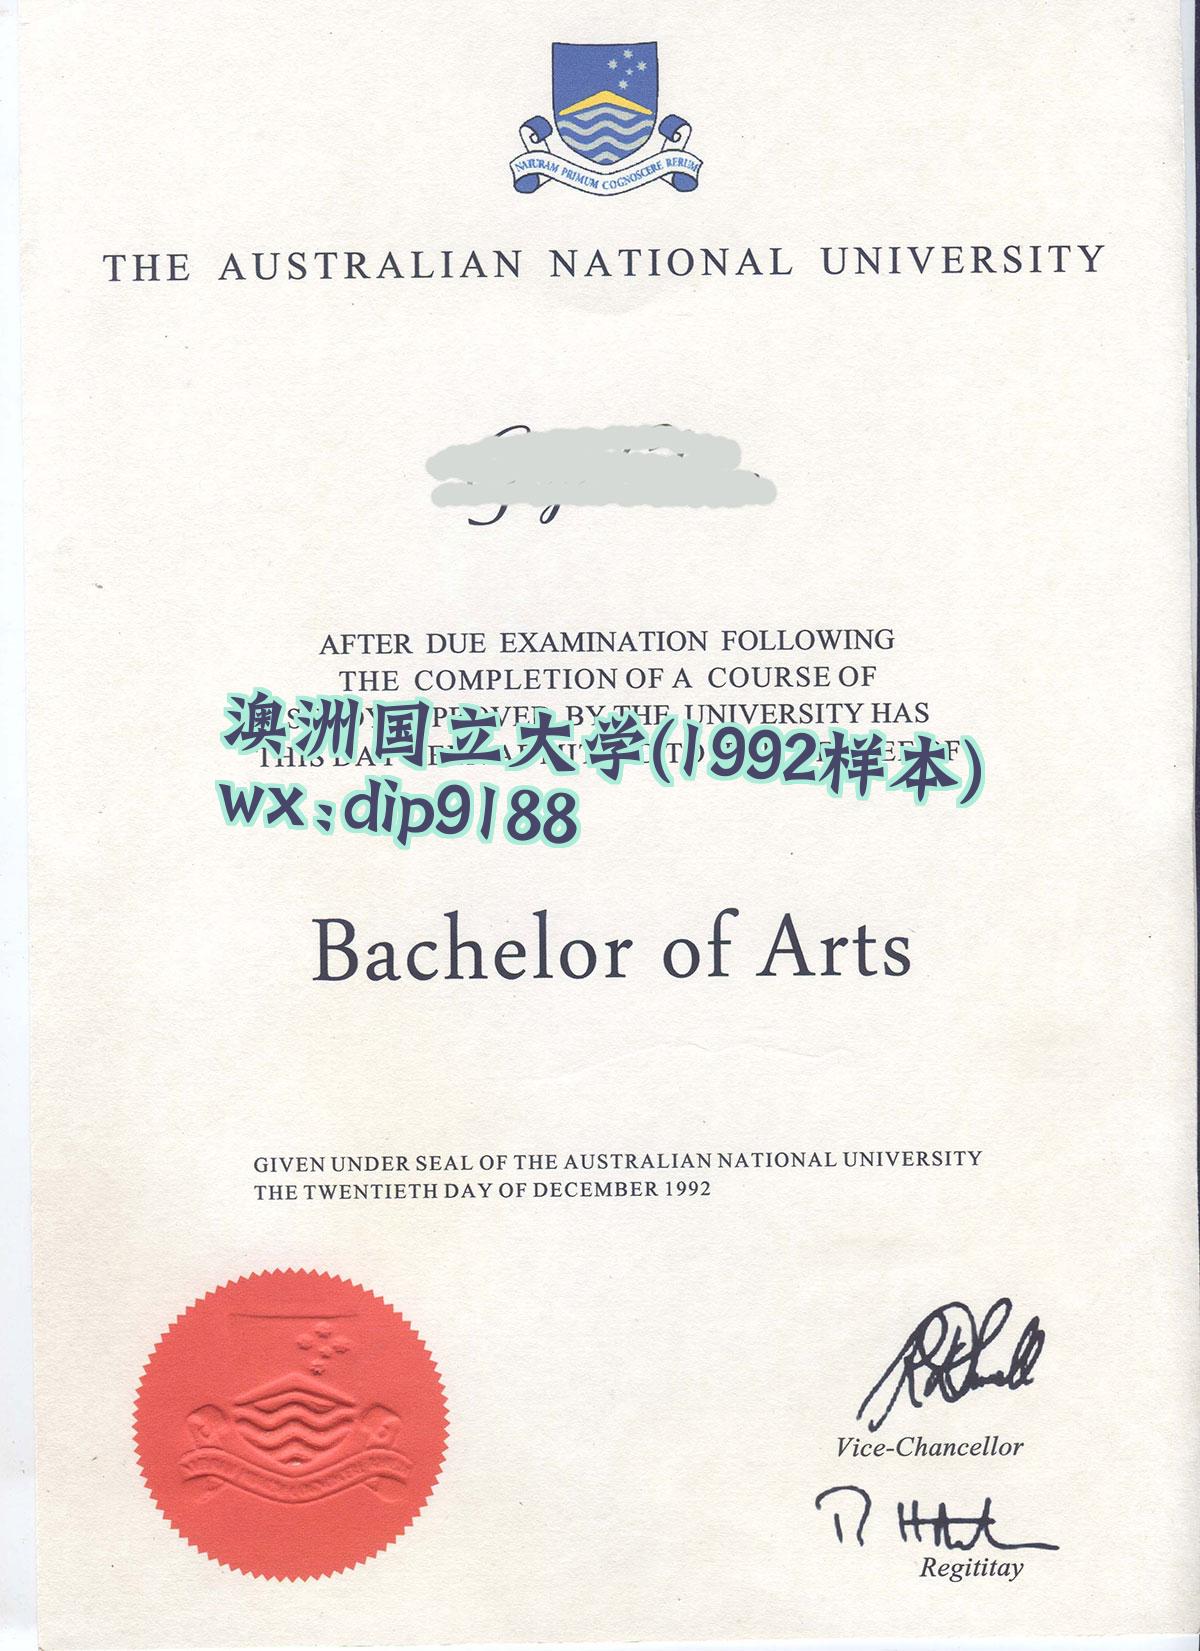 NATURAM PRIMUM COGNOSCERE RERUM
THE AUSTRALIAN NATIONAL UNIVERSITY
AFTER DUE EXAMINATION FOLLOWING
THE COMPLETION OF A COURSE OF
BY THE UNIVERSITY HAS
THIS
澳洲国立大学(1992样本)
wx:dip9188
Bachelor of Arts
GIVEN UNDER SEAL OF THE AUSTRALIAN NATIONAL UNIVERSITY
THE TWENTIETH DAY OF DECEMBER 1992
Vice-Chancellor
Regititay